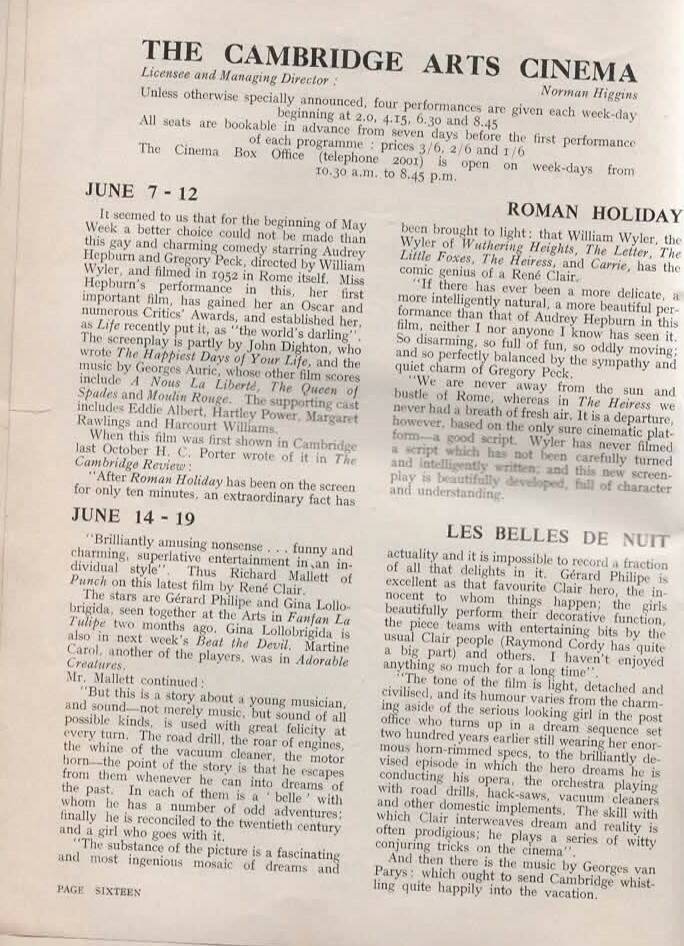 THE CAMBRIDGE ARTS CINEMA
Licensee and Managing Director :
Norman Higgins
Unless otherwise specially announced, four performances are given each week-day
beginning at 2.0, 4.15, 6.30 and 8.45
All seats are bookable in advance from seven days before the first performance
of each programme : prices 3/6, 2/6 and 1/6
The Cinema Box Office (telephone 2001) is open on week-days from
10.30 a.m. to 8.45 p.m.
JUNE 7 - 12
ROMAN HOLIDAY
It seemed to us that for the beginning of May
Week a better choice could not be made than
this gay and charming comedy starring Audrey
Hepburn and Gregory Peck, directed by William
Wyler, and filmed in 1952 in Rome itself. Miss
Hepburn's performance in this, her first
important film, has gained her an Oscar and
numerous Critics' Awards, and established her,
as Life recently put it, as "the world's darling".
The screenplay is partly by John Dighton, who
wrote The Happiest Days of Your Life, and the
music by Georges Auric, whose other film scores
include A Nous La Liberté, The Queen of
Spades and Moulin Rouge. The supporting cast
includes Eddie Albert, Hartley Power, Margaret
Rawlings and Harcourt Williams.
When this film was first shown in Cambridge
last October H. C. Porter wrote of it in The
Cambridge Review :
"After Roman Holiday has been on the screen
for only ten minutes, an extraordinary fact has
been brought to light : that William Wyler, the
Wyler of Wuthering Heights, The Letter, The
Little Foxes, The Heiress, and Carrie, has the
comic genius of a René Clair.
"If there has ever been a more delicate, a
more intelligently natural, a more beautiful per-
formance than that of Audrey Hepburn in this
film, neither I nor anyone I know has seen it.
So disarming, so full of fun, so oddly moving;
and so perfectly balanced by the sympathy and
quiet charm of Gregory Peck.
"We are never away from the sun and
bustle of Rome, whereas in The Heiress we
never had a breath of fresh air. It is a departure,
however, based on the only sure cinematic plat-
form—a good script. Wyler has never filmed
a script which has not been carefully turned
and intelligently written; and this new screen-
play is beautifully developed, full of character
and understanding.
JUNE 14 - 19
LES BELLES DE NUIT
"Brilliantly amusing nonsense . . . funny and
charming, superlative entertainment in an in-
dividual style". Thus Richard Mallett of
Punch on this latest film by René Clair.
The stars are Gérard Philipe and Gina Lollo-
brigida, seen together at the Arts in Fanfan La
Tulipe two months ago. Gina Lollobrigida is
also in next week's Beat the Devil. Martine
Carol, another of the players, was in Adorable
Creatures.
Mr. Mallett continued :
"But this is a story about a young musician,
and sound—not merely music, but sound of all
possible kinds, is used with great felicity at
every turn. The road drill, the roar of engines,
the whine of the vacuum cleaner, the motor
horn—the point of the story is that he escapes
from them whenever he can into dreams of
the past. In each of them is a ' belle ' with
whom he has a number of odd adventures;
finally he is reconciled to the twentieth century
and a girl who goes with it.
"The substance of the picture is a fascinating
and most ingenious mosaic of dreams and
actuality and it is impossible to record a fraction
of all that delights in it. Gérard Philipe is
excellent as that favourite Clair hero, the in-
nocent to whom things happen; the girls
beautifully perform their decorative function,
the piece teams with entertaining bits by the
usual Clair people (Raymond Cordy has quite
a big part) and others. I haven't enjoyed
anything so much for a long time".
"The tone of the film is light, detached and
civilised, and its humour varies from the charm-
ing aside of the serious looking girl in the post
office who turns up in a dream sequence set
two hundred years earlier still wearing her enor-
mous horn-rimmed specs, to the brilliantly de-
vised episode in which the hero dreams he is
conducting his opera, the orchestra playing
with road drills, hack-saws, vacuum cleaners
and other domestic implements. The skill with
which Clair interweaves dream and reality is
often prodigious; he plays a series of witty
conjuring tricks on the cinema".
And then there is the music by Georges van
Parys : which ought to send Cambridge whist-
ling quite happily into the vacation.
PAGE SIXTEEN